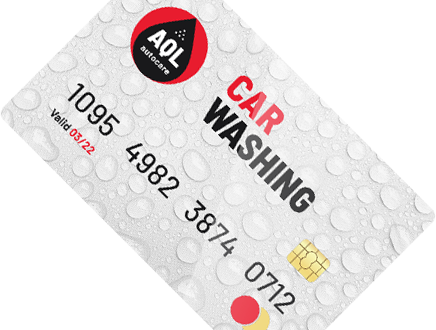 AQL
autocare
CAR
WASHING
1095 4982 3874 0712
Valid 03/22